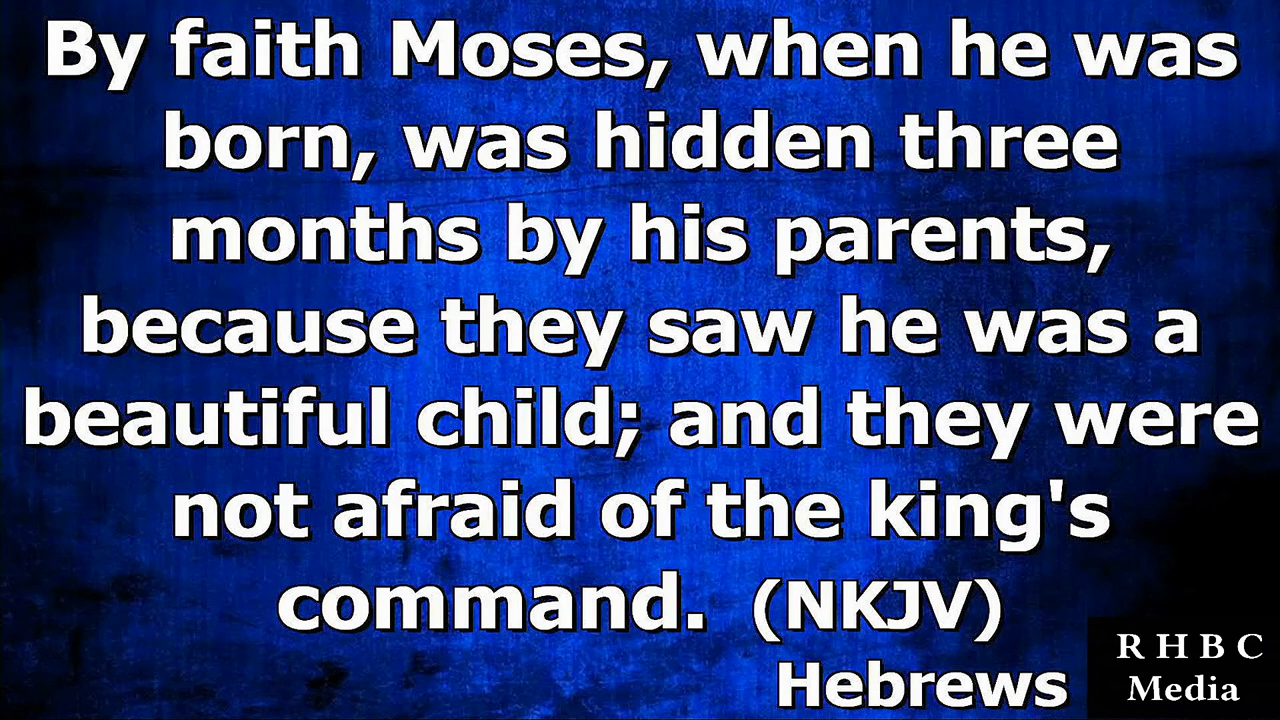 By faith Moses, when he was
born, was hidden three
months by his parents,
because they saw he was a
beautiful child; and they were
not afraid of the king's
command. (NKJV)
Hebrews
R H B C
Media